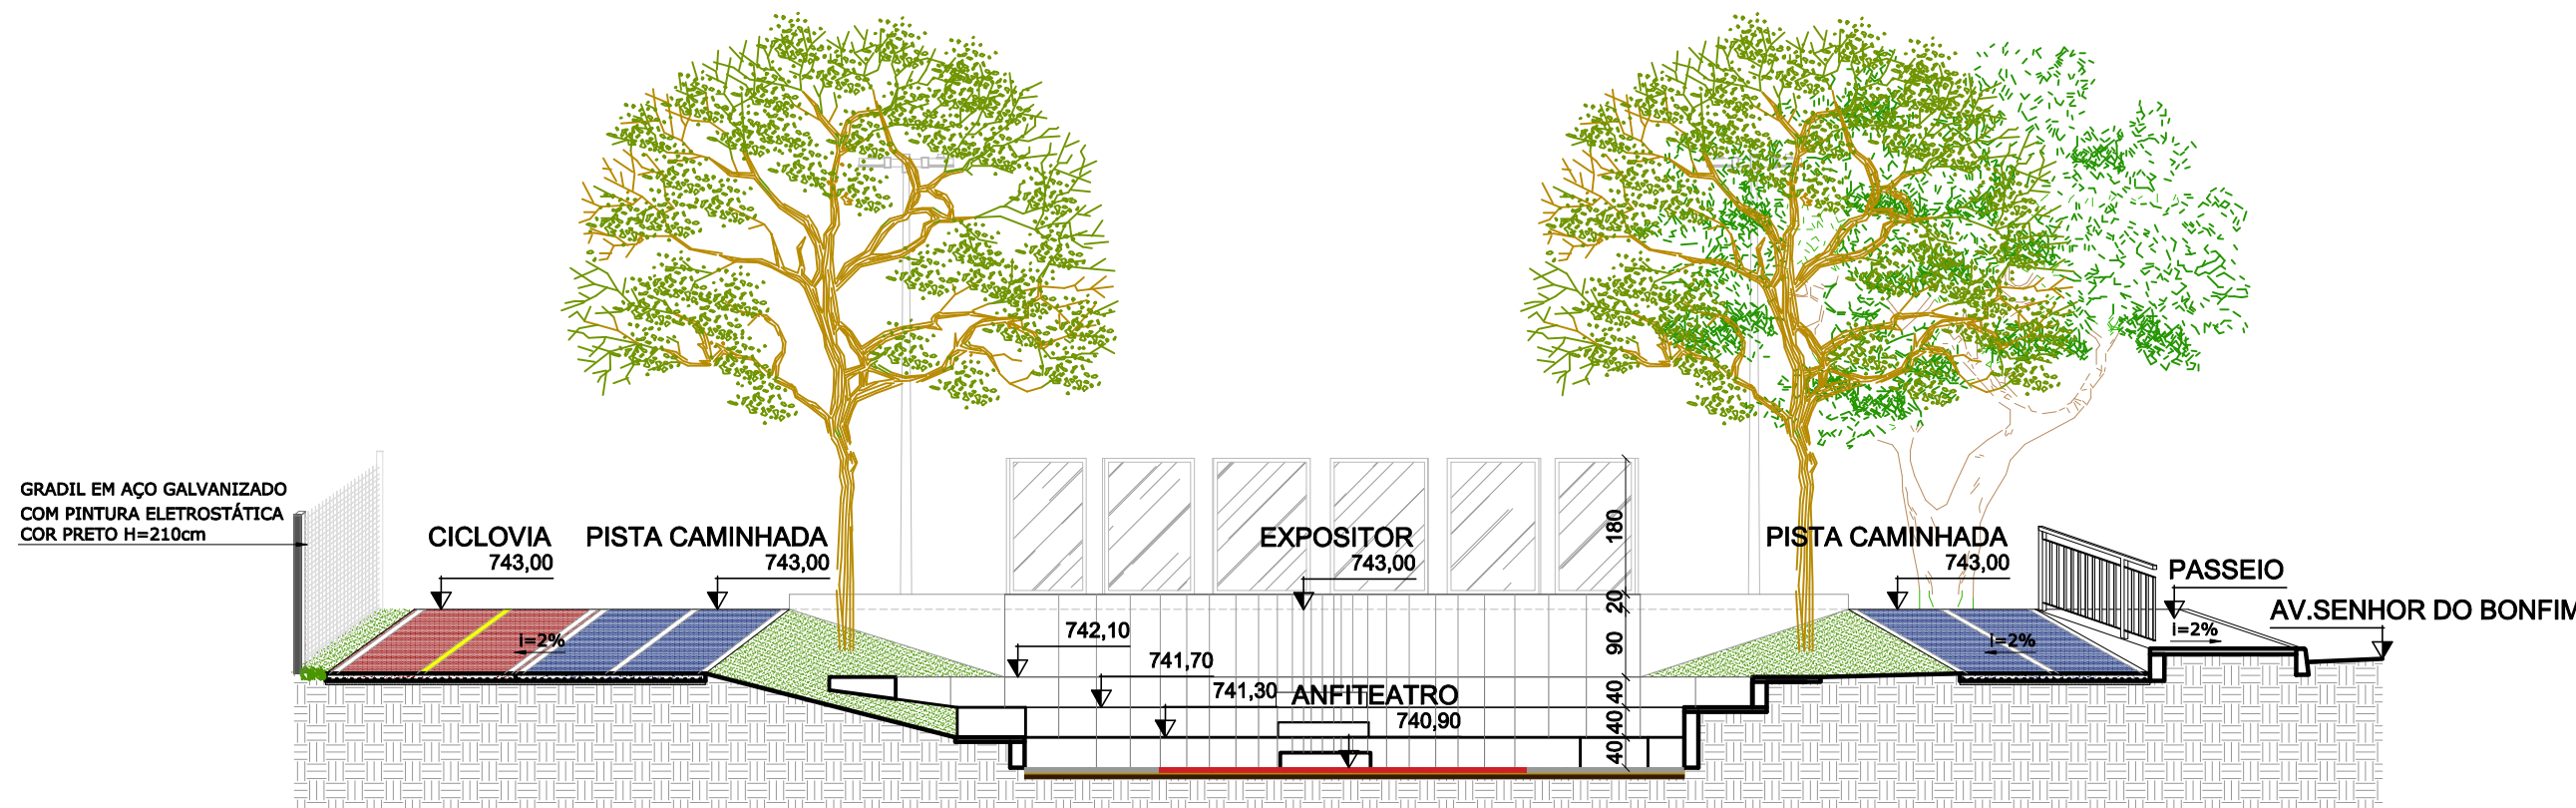 GRADIL EM AÇO GALVANIZADO
COM PINTURA ELETROSTÁTICA
COR PRETO H=210cm
CICLOVIA
743,00
PISTA CAMINHADA
743,00
i=2%
EXPOSITOR
743,00
180
20
90
40
40
40
742,10
741,70
741,30
ANFITEATRO
740,90
PISTA CAMINHADA
743,00
i=2%
PASSEIO
i=2%
AV.SENHOR DO BONFIM